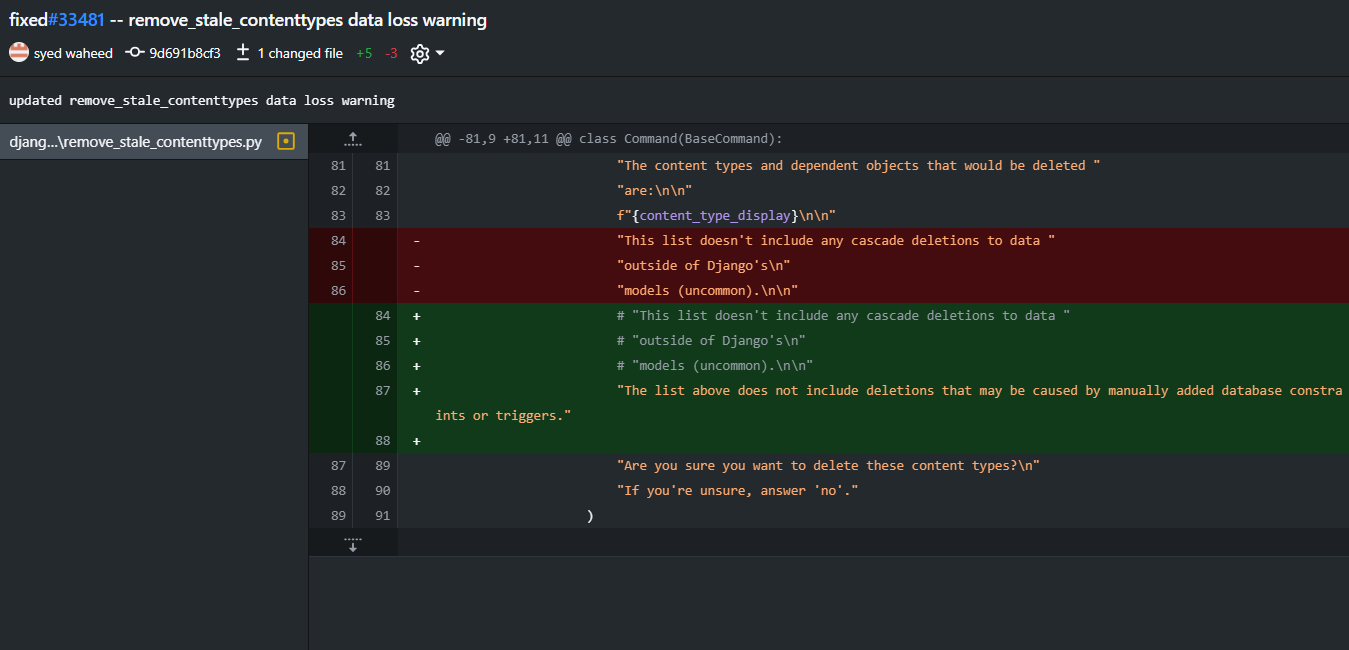 fixed#33481 -- remove_stale_contenttypes data loss warning
syed waheed 9d691b8cf3 1 changed file +5 -3
updated remove_stale_contenttypes data loss warning
djang...\remove_stale_contenttypes.py
@@ -81,9 +81,11 @@ class Command(BaseCommand):
81 81 "The content types and dependent objects that would be deleted "
82 82 "are:\n\n"
83 83 f"{content_type_display}\n\n"
84 - "This list doesn't include any cascade deletions to data "
85 - "outside of Django's\n"
86 - "models (uncommon).\n\n"
84 + # "This list doesn't include any cascade deletions to data "
85 + # "outside of Django's\n"
86 + # "models (uncommon).\n\n"
87 + "The list above does not include deletions that may be caused by manually added database constra
ints or triggers."
88 +
87 89 "Are you sure you want to delete these content types?\n"
88 90 "If you're unsure, answer 'no'."
89 91 )